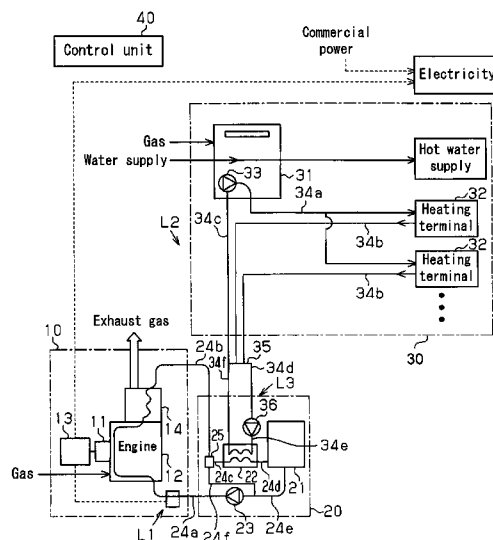 40
Control unit
Commercial
power
Electricity
Gas
Water supply
Hot water
supply
33
31
34a
32
Heating
terminal
34c
34b
L2
32
Heating
terminal
34b
Exhaust gas
35
30
10
24b
34f
34d
L3
36
13
11
14
Engine
25
34e
12
24c
22
24d
21
Gas
L1
24a
23
24e
20
24f